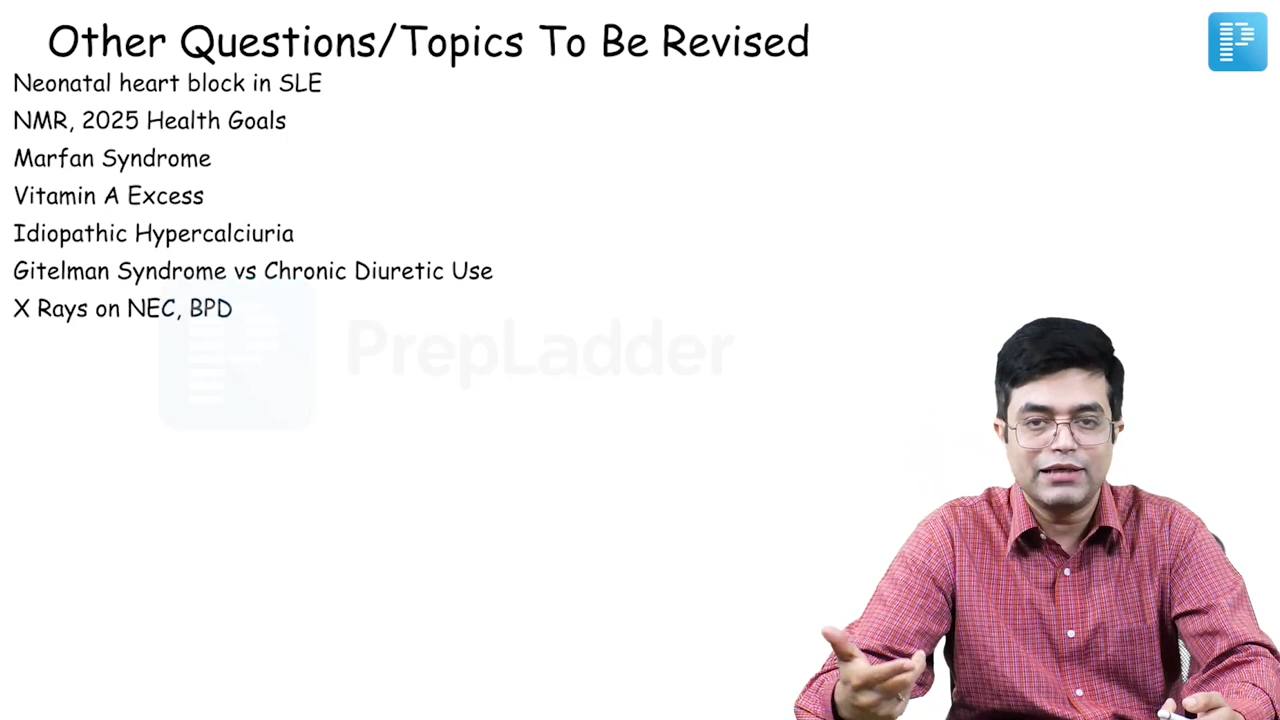 Other Questions/Topics To Be Revised
Neonatal heart block in SLE
NMR, 2025 Health Goals
Marfan Syndrome
Vitamin A Excess
Idiopathic Hypercalciuria
Gitelman Syndrome vs Chronic Diuretic Use
X Rays on NEC, BPD
PrepLadder